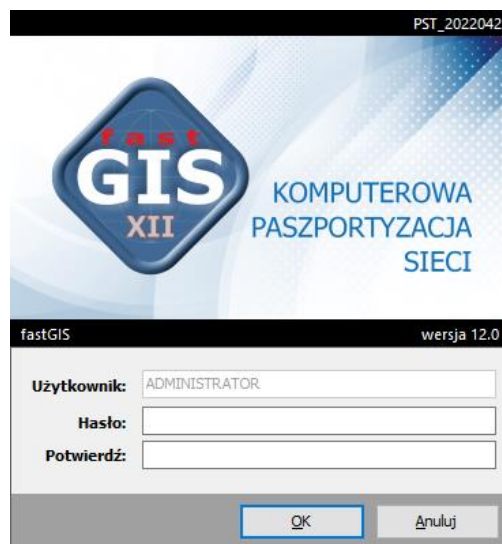 PST_2022042
fast
GIS
XII
KOMPUTEROWA
PASZPORTYZACJA
SIECI
fastGIS wersja 12.0
Użytkownik: ADMINISTRATOR
Hasło:
Potwierdź:
OK Anuluj